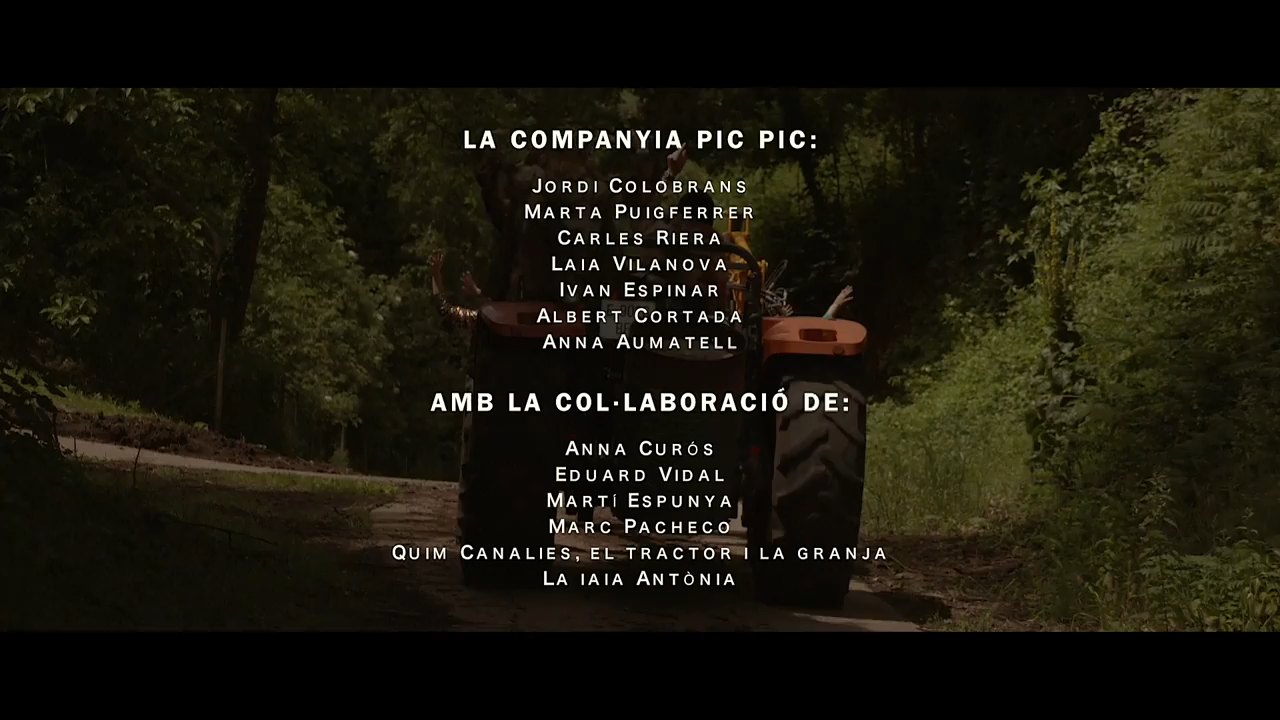 LA COMPANYIA PIC PIC:
JORDI COLOBRANS
MARTA PUIGFERRER
CARLES RIERA
LAIA VILANOVA
IVAN ESPINAR
ALBERT CORTADA
ANNA AUMATELL
AMB LA COL·LABORACIÓ DE:
ANNA CURÓS
EDUARD VIDAL
MARTÍ ESPUNYA
MARC PACHECO
QUIM CANALIES, EL TRACTOR I LA GRANJA
LA IAIA ANTÒNIA